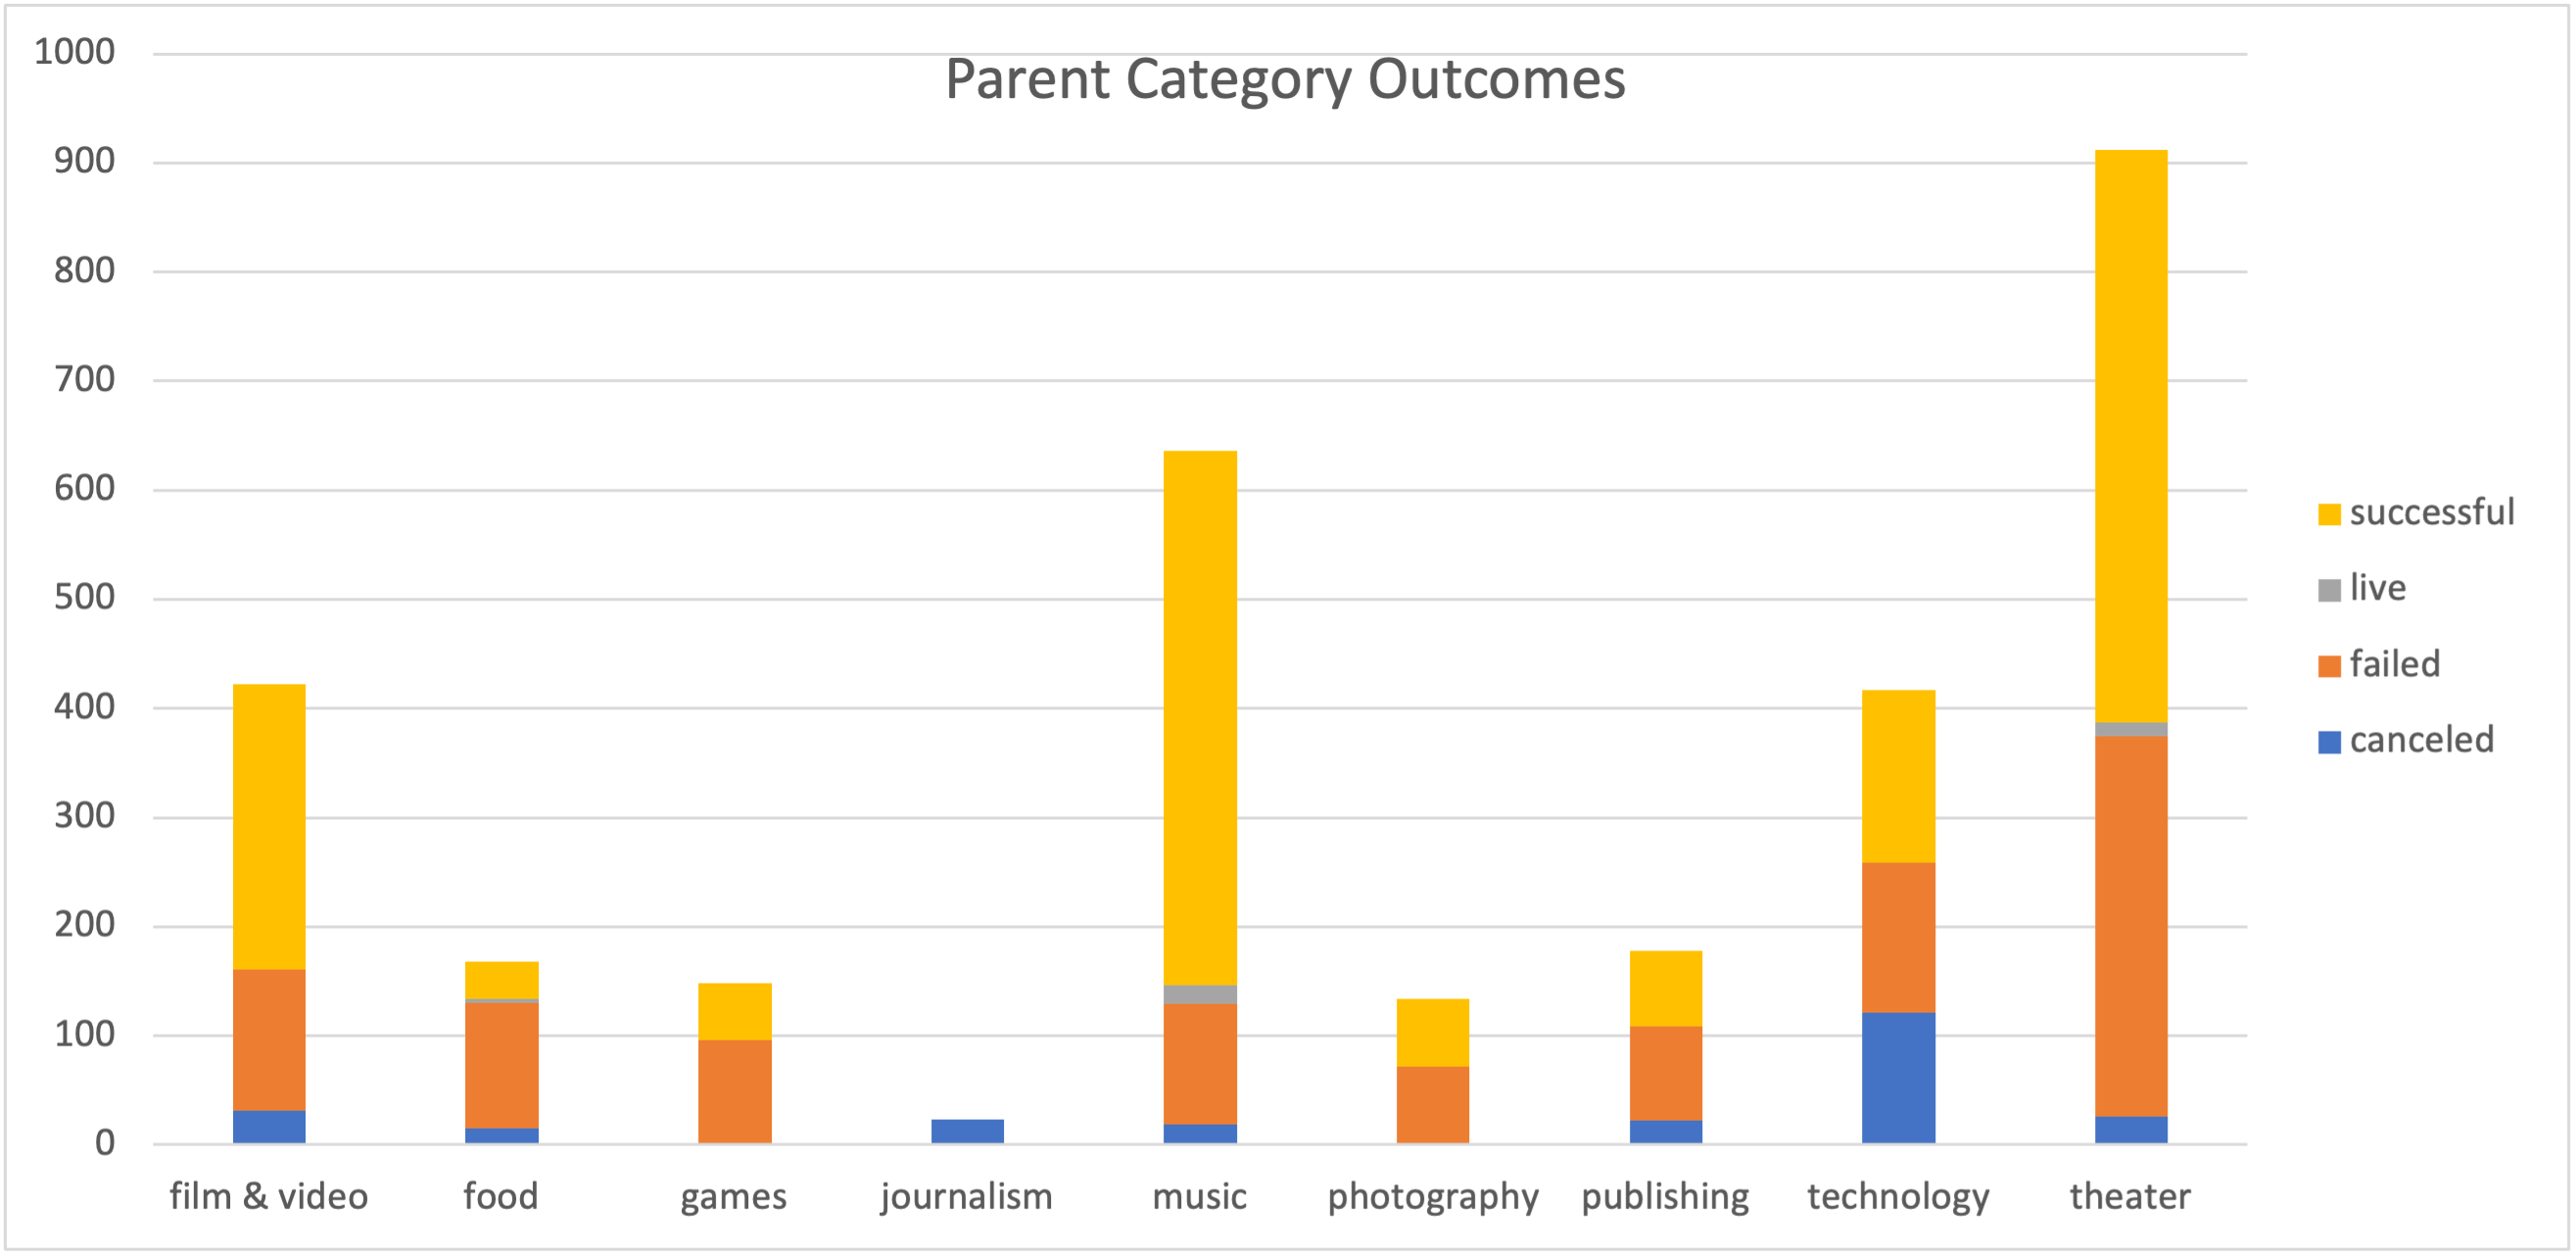 Parent Category Outcomes
1000
900
800
700
600
500
400
300
200
100
0
film & video food games journalism music photography publishing technology theater
successful
live
failed
canceled